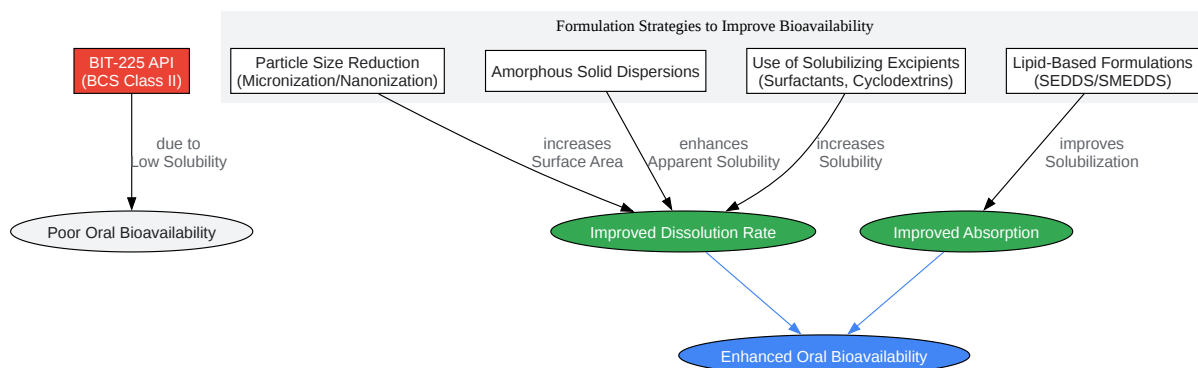 Formulation Strategies to Improve Bioavailability
BIT-225 API
(BCS Class II)
Particle Size Reduction
(Micronization/Nanonization)
Amorphous Solid Dispersions
Use of Solubilizing Excipients
(Surfactants, Cyclodextrins)
Lipid-Based Formulations
(SEDDS/SMEDDS)
due to
Low Solubility
increases
Surface Area
enhances
Apparent Solubility
increases
Solubility
improves
Solubilization
Poor Oral Bioavailability
Improved Dissolution Rate
Improved Absorption
Enhanced Oral Bioavailability